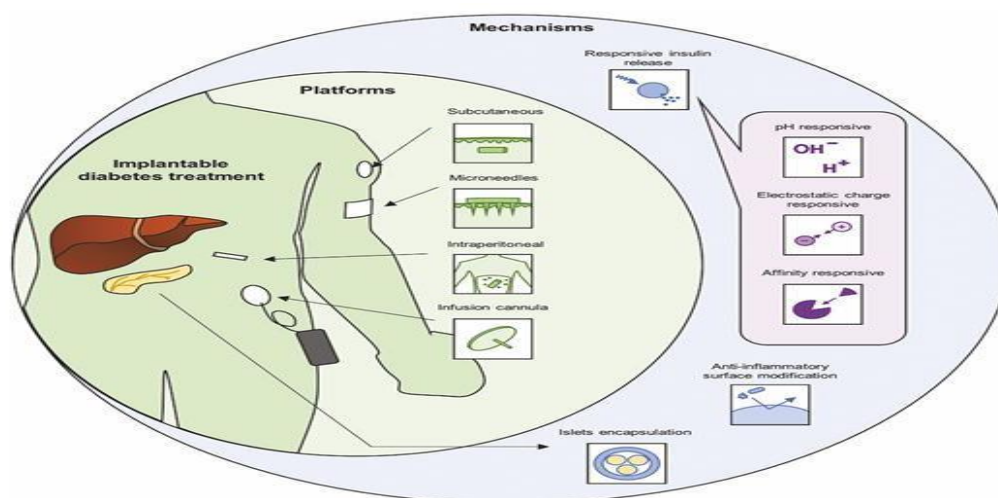 Mechanisms
Responsive insulin
release
Platforms
Subcutaneous
Implantable
diabetes treatment
Microneedles
Intraperitoneal
Infusion cannula
pH responsive
OH⁻
H⁺
Electrostatic charge
responsive
Affinity responsive
Anti-inflammatory
surface modification
Islets encapsulation